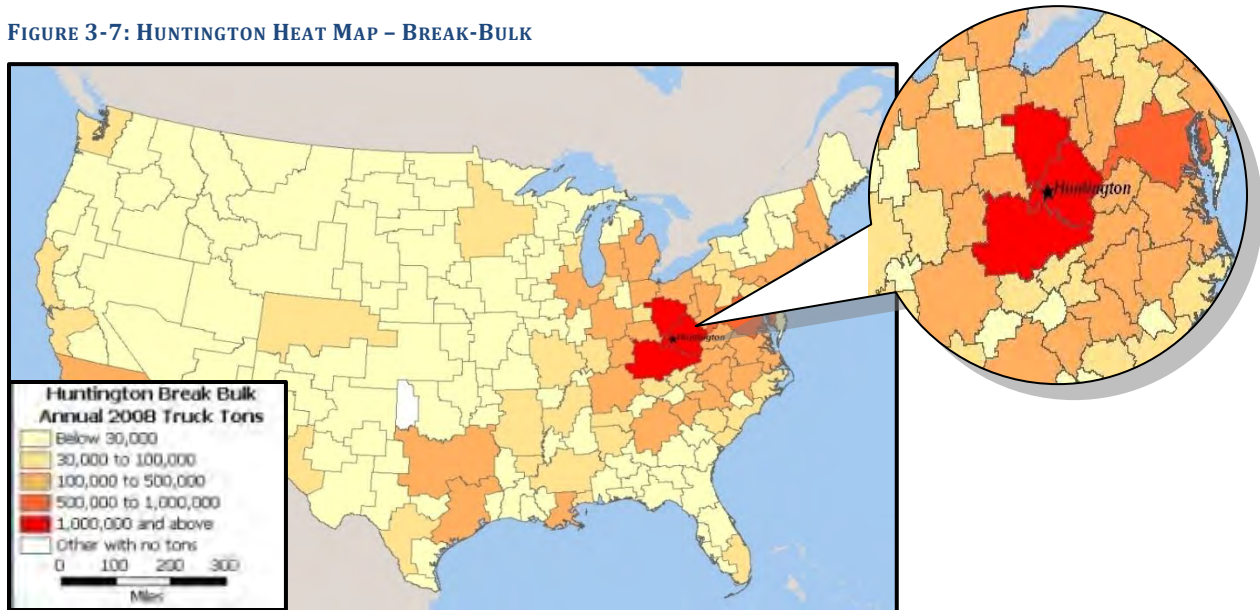 FIGURE 3-7: HUNTINGTON HEAT MAP – BREAK-BULK
Huntington
Huntington
Huntington Break Bulk
Annual 2008 Truck Tons
Below 30,000
30,000 to 100,000
100,000 to 500,000
500,000 to 1,000,000
1,000,000 and above
Other with no tons
0 100 200 300
Miles